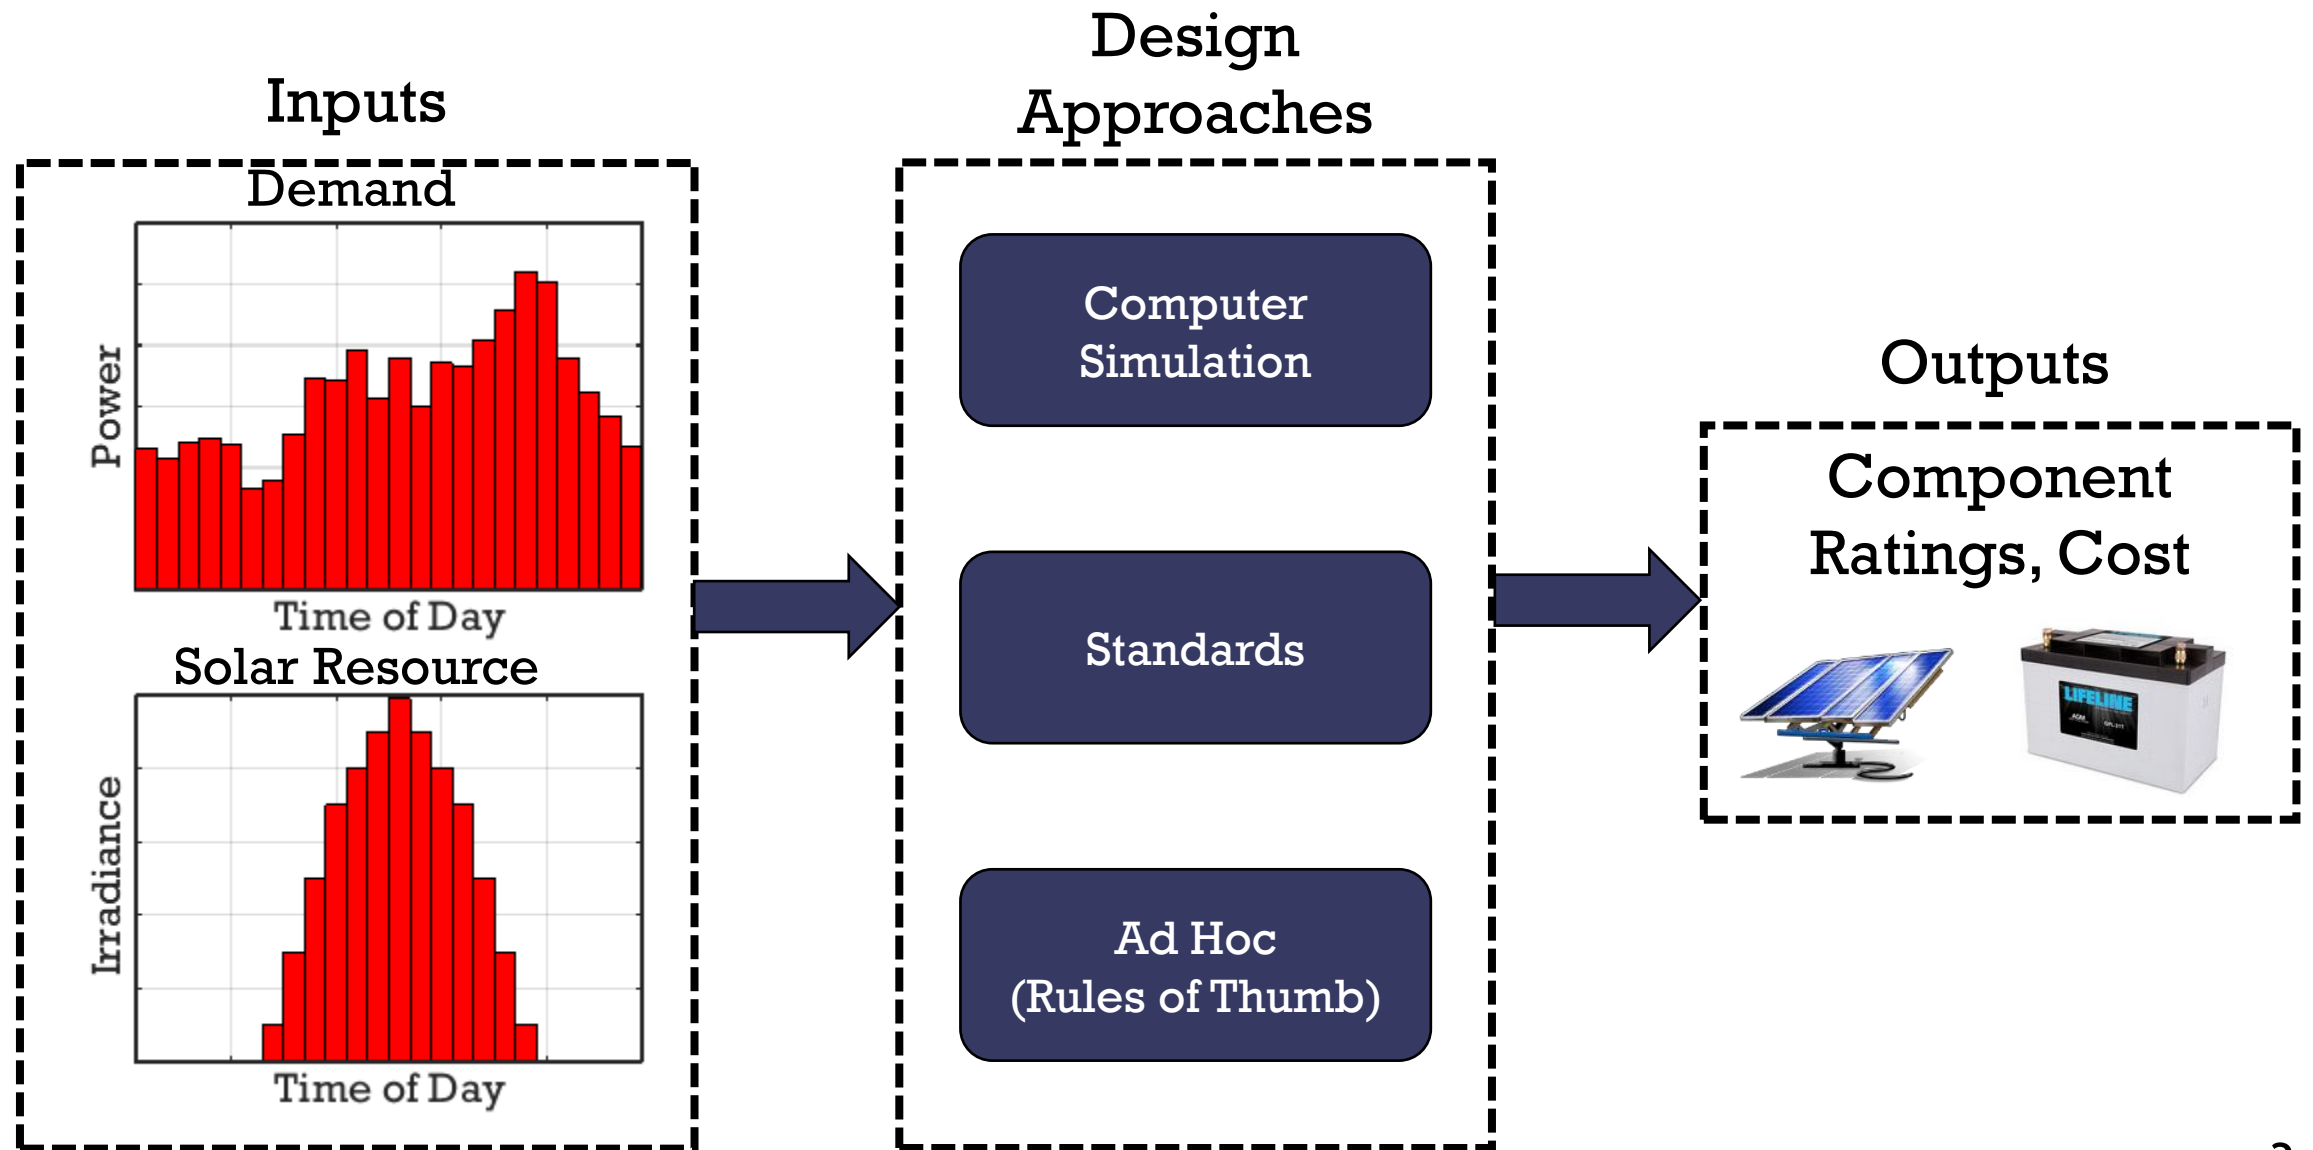 Inputs
Demand
Power
Time of Day
Solar Resource
Irradiance
Time of Day
Design
Approaches
Computer
Simulation
Standards
Ad Hoc
(Rules of Thumb)
Outputs
Component
Ratings, Cost
LIFELINE
AGM